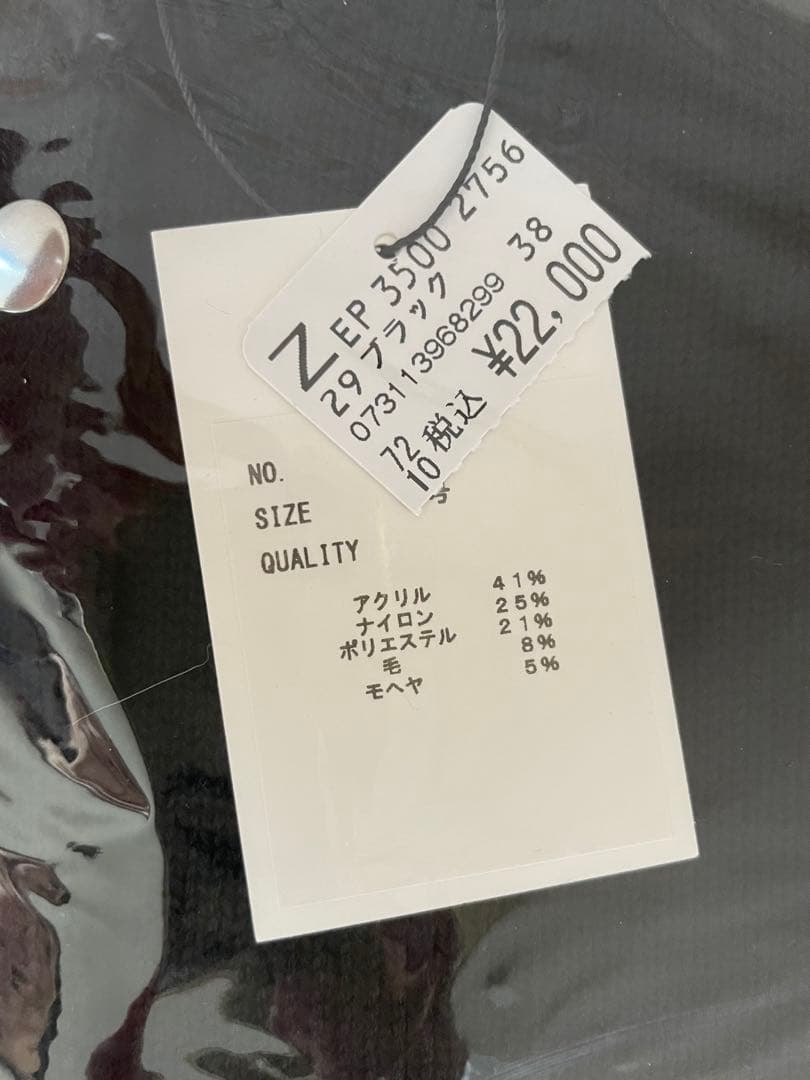 Z EP 3500 2756
29 ブラック 38
0731113968299
72
10 税込 ¥22,000
NO.
SIZE 号
QUALITY
アクリル 41%
ナイロン 25%
ポリエステル 21%
毛 8%
モヘヤ 5%